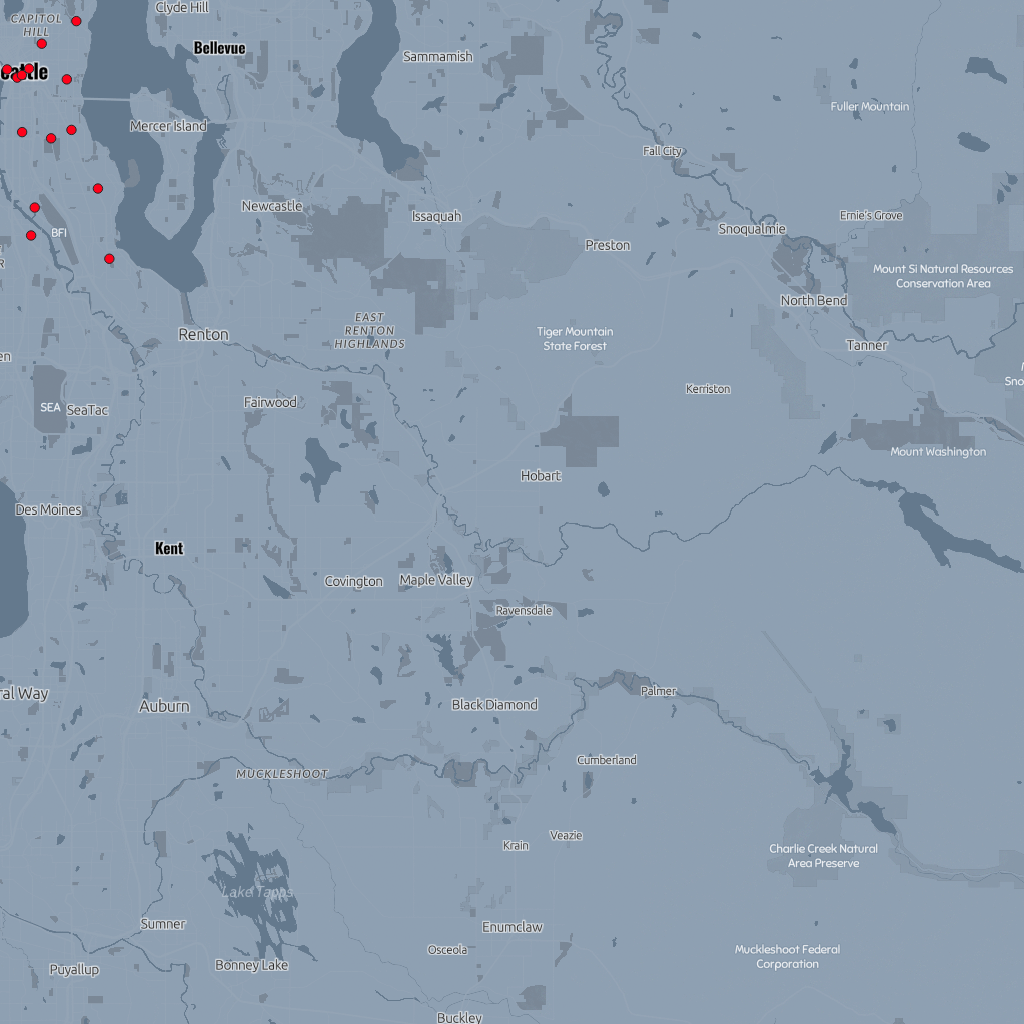 Clyde Hill
CAPITOL
HILL
Bellevue
Sammamish
Fuller Mountain
Mercer Island
Fall City
Newcastle
Issaquah
Ernie's Grove
BFI
Snoqualmie
Preston
Mount Si Natural Resources
Conservation Area
North Bend
EAST
RENTON
HIGHLANDS
Renton
Tiger Mountain
State Forest
Tanner
Kerriston
SEA
SeaTac
Fairwood
Mount Washington
Hobart
Des Moines
Kent
Covington
Maple Valley
Ravensdale
Palmer
ral Way
Auburn
Black Diamond
Cumberland
MUCKLESHOOT
Veazie
Krain
Charlie Creek Natural
Area Preserve
Lake Tapps
Sumner
Enumclaw
Osceola
Muckleshoot Federal
Corporation
Bonney Lake
Puyallup
Buckley